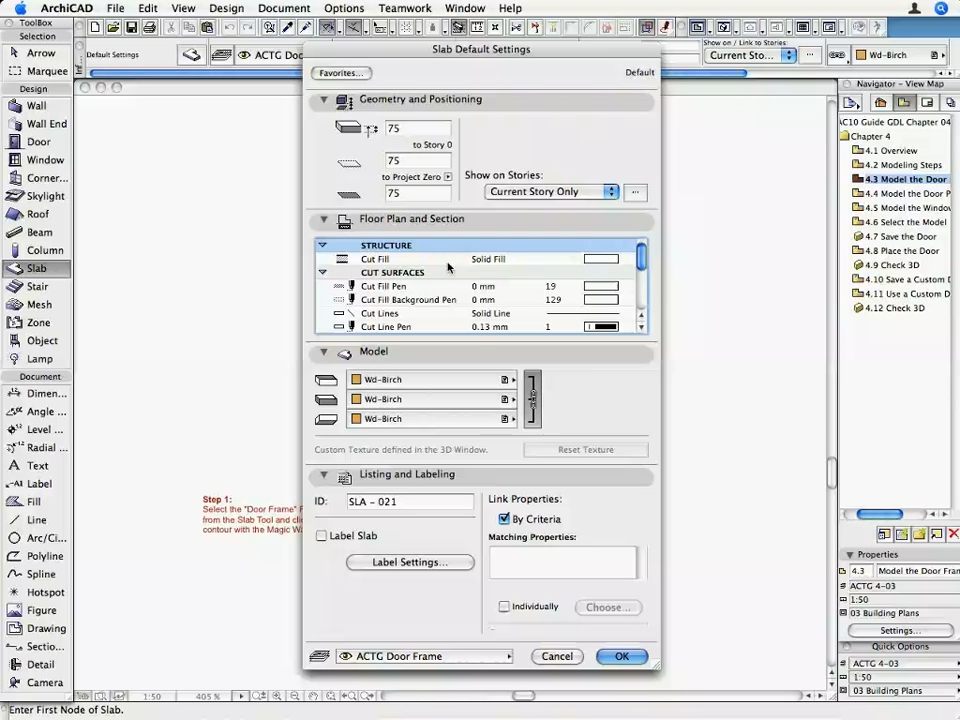 ArchiCAD File Edit View Design Document Options Teamwork Window Help
ToolBox
Selection
Arrow
Marquee
Design
Wall
Wall End
Door
Window
Corner...
Skylight
Roof
Beam
Column
Slab
Stair
Mesh
Zone
Object
Lamp
Document
Dimen...
Angle ...
Level ...
Radial ...
Text
Label
Fill
Line
Arc/Ci...
Polyline
Spline
Hotspot
Figure
Drawing
Sectio...
Detail
Camera
Default Settings
ACTG Doo
Show on / Link to Stories:
Current Sto...
Wd-Birch
Slab Default Settings
Favorites...
Default
Geometry and Positioning
75
to Story 0
75
to Project Zero
75
Show on Stories:
Current Story Only
...
Floor Plan and Section
STRUCTURE
Cut Fill Solid Fill
CUT SURFACES
Cut Fill Pen 0 mm 19
Cut Fill Background Pen 0 mm 129
Cut Lines Solid Line
Cut Line Pen 0.13 mm 1
Model
Wd-Birch
Wd-Birch
Wd-Birch
Custom Texture defined in the 3D Window.
Reset Texture
Listing and Labeling
ID: SLA - 021
Label Slab
Label Settings...
Link Properties:
By Criteria
Matching Properties:
Individually
Choose...
ACTG Door Frame
Cancel
OK
Step 1:
Select the "Door Frame" F
from the Slab Tool and clic
contour with the Magic Wa
Navigator - View Map
AC10 Guide GDL Chapter 04
Chapter 4
4.1 Overview
4.2 Modeling Steps
4.3 Model the Door
4.4 Model the Door P
4.5 Model the Windo
4.6 Select the Model
4.7 Save the Door
4.8 Place the Door
4.9 Check 3D
4.10 Save a Custom D
4.11 Use a Custom D
4.12 Check 3D
Properties
4.3 Model the Door Fran
ACTG 4-03
1:50
03 Building Plans
Settings...
Quick Options
ACTG 4-03
1:50
03 Building Plans
1:50
405 %
Enter First Node of Slab.